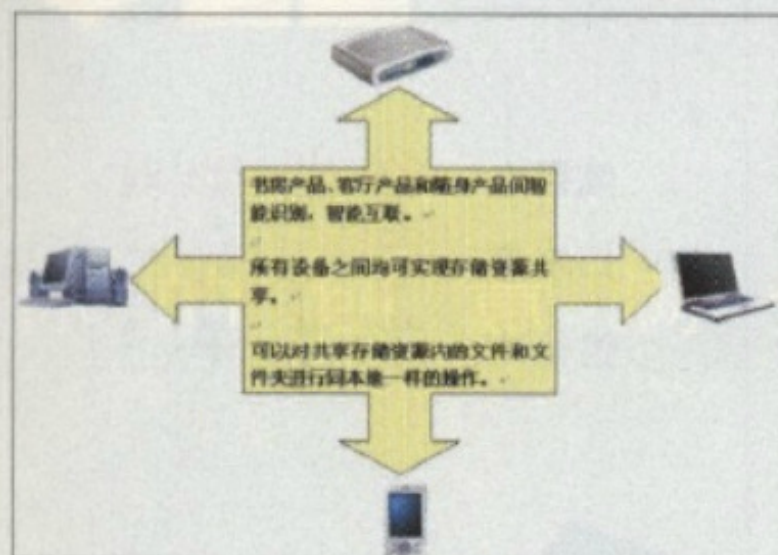 书房产品、客厅产品和随身产品间智
能识别，智能互联。
所有设备之间均可实现存储资源共
享。
可以对共享存储资源内的文件和文
件夹进行同本地一样的操作。